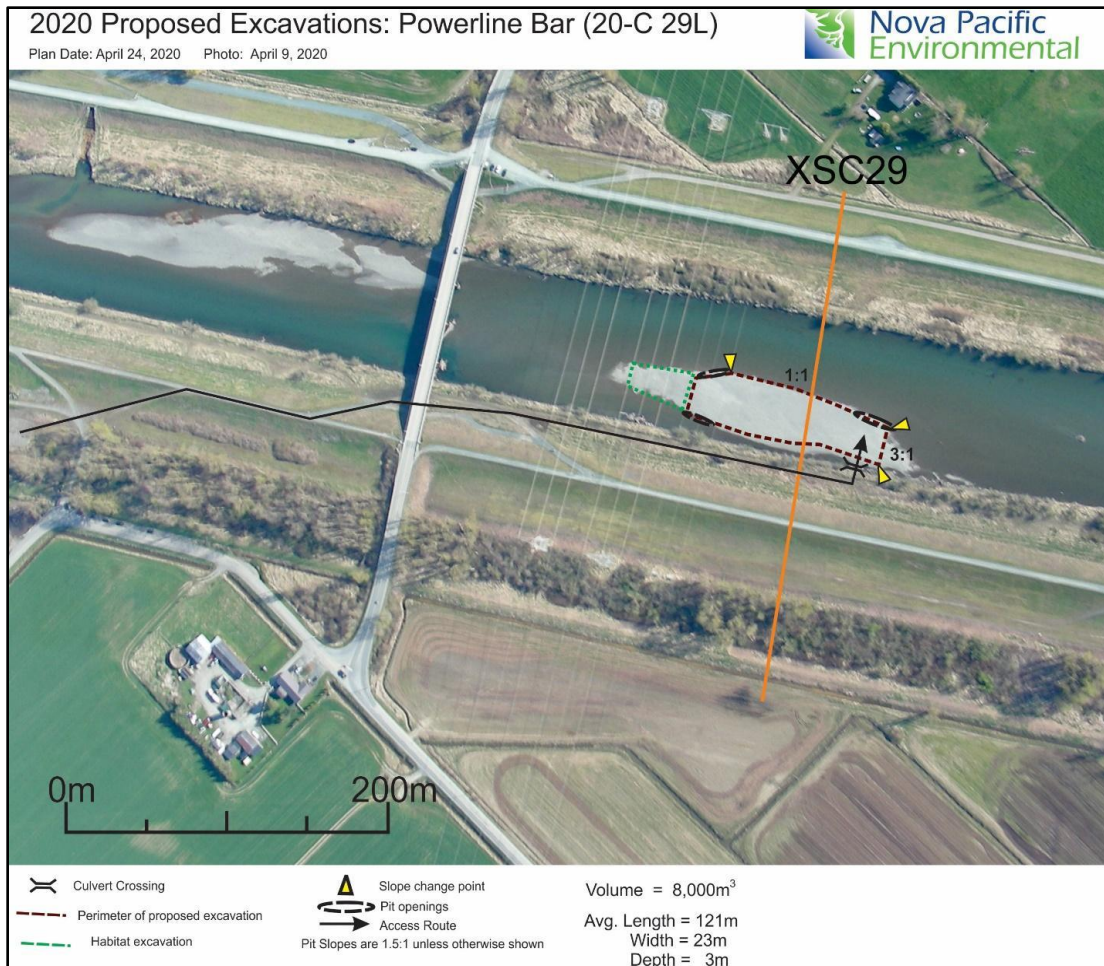 2020 Proposed Excavations: Powerline Bar (20-C 29L)
Plan Date: April 24, 2020 Photo: April 9, 2020
Nova Pacific
Environmental
XSC29
1:1
3:1
0m 200m
Culvert Crossing
Perimeter of proposed excavation
Habitat excavation
Slope change point
Pit openings
Access Route
Pit Slopes are 1.5:1 unless otherwise shown
Volume = 8,000m³
Avg. Length = 121m
Width = 23m
Depth = 3m